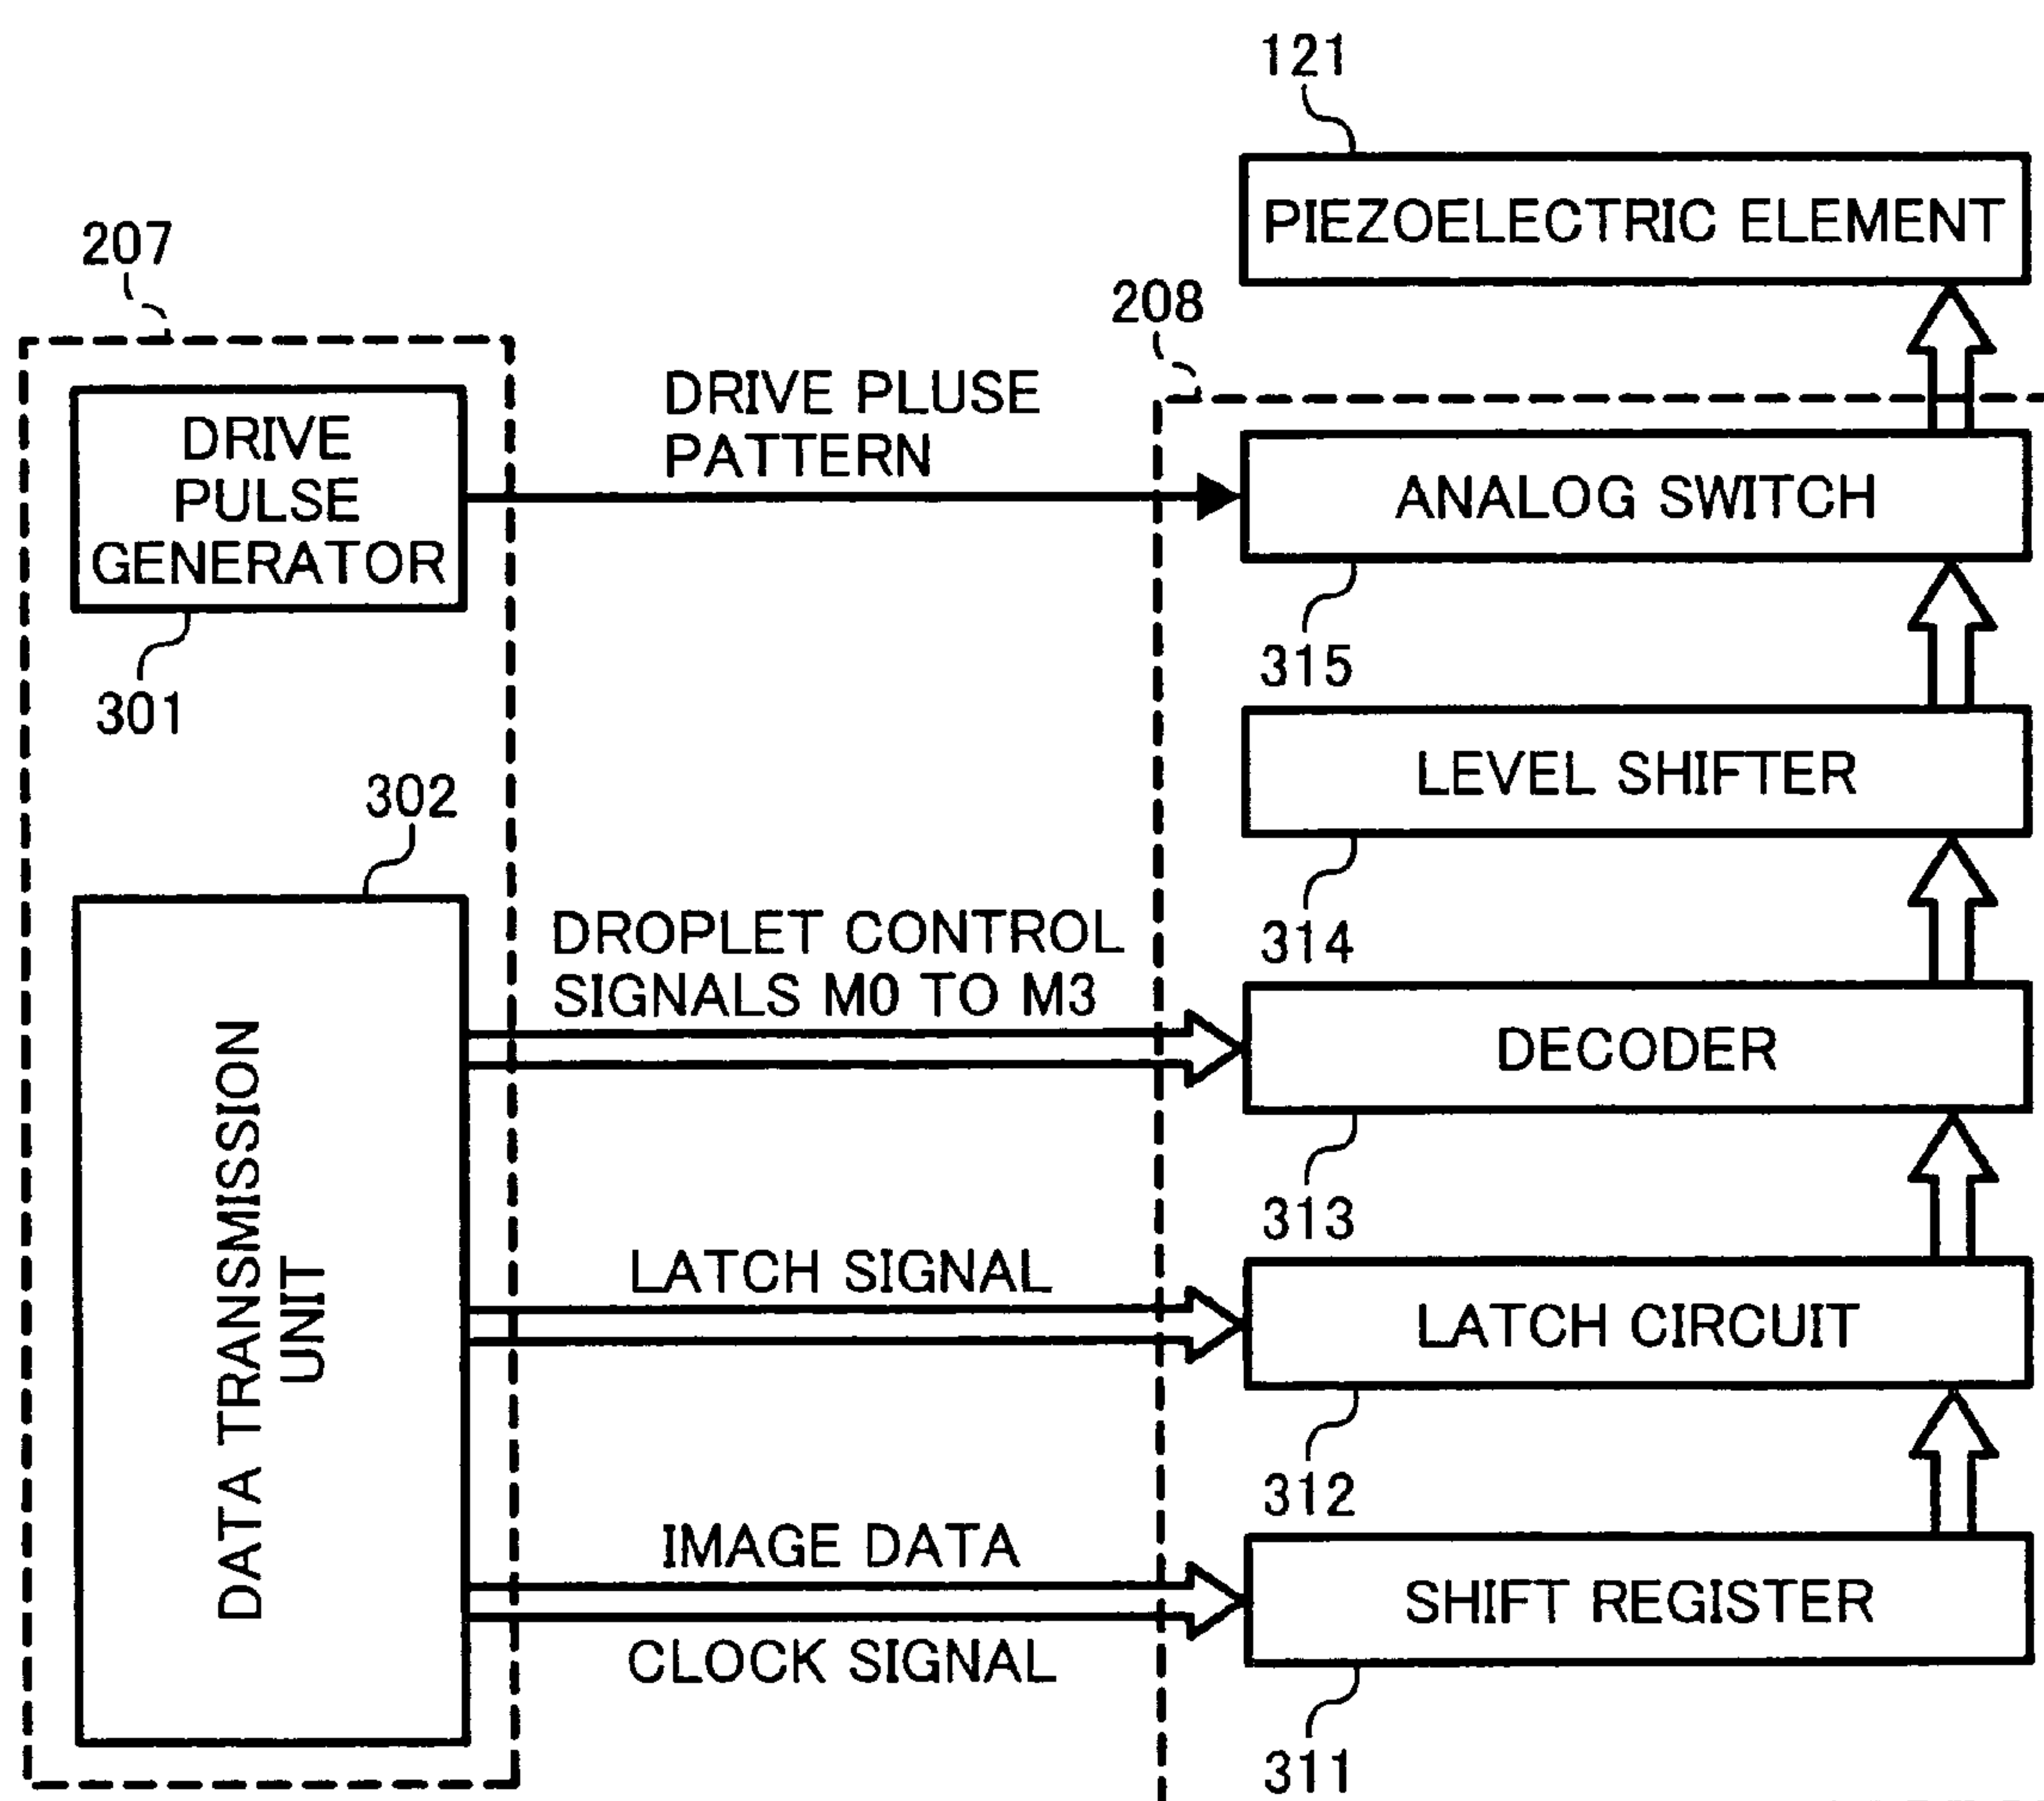 121
PIEZOELECTRIC ELEMENT
207
208
DRIVE
PULSE
GENERATOR
301
DRIVE PLUSE
PATTERN
ANALOG SWITCH
315
LEVEL SHIFTER
314
302
DATA TRANSMISSION
UNIT
DROPLET CONTROL
SIGNALS M0 TO M3
DECODER
313
LATCH SIGNAL
LATCH CIRCUIT
312
IMAGE DATA
CLOCK SIGNAL
SHIFT REGISTER
311